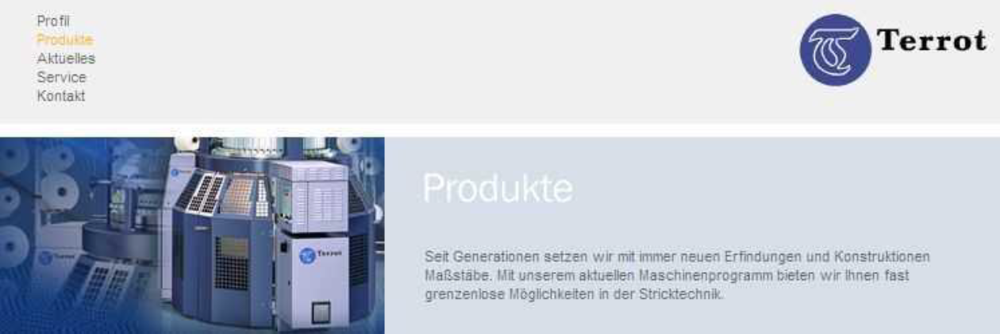 Profil
Produkte
Aktuelles
Service
Kontakt
Terrot
Produkte
Seit Generationen setzen wir mit immer neuen Erfindungen und Konstruktionen
Maßstäbe. Mit unserem aktuellen Maschinenprogramm bieten wir Ihnen fast
grenzenlose Möglichkeiten in der Stricktechnik.
Terrot